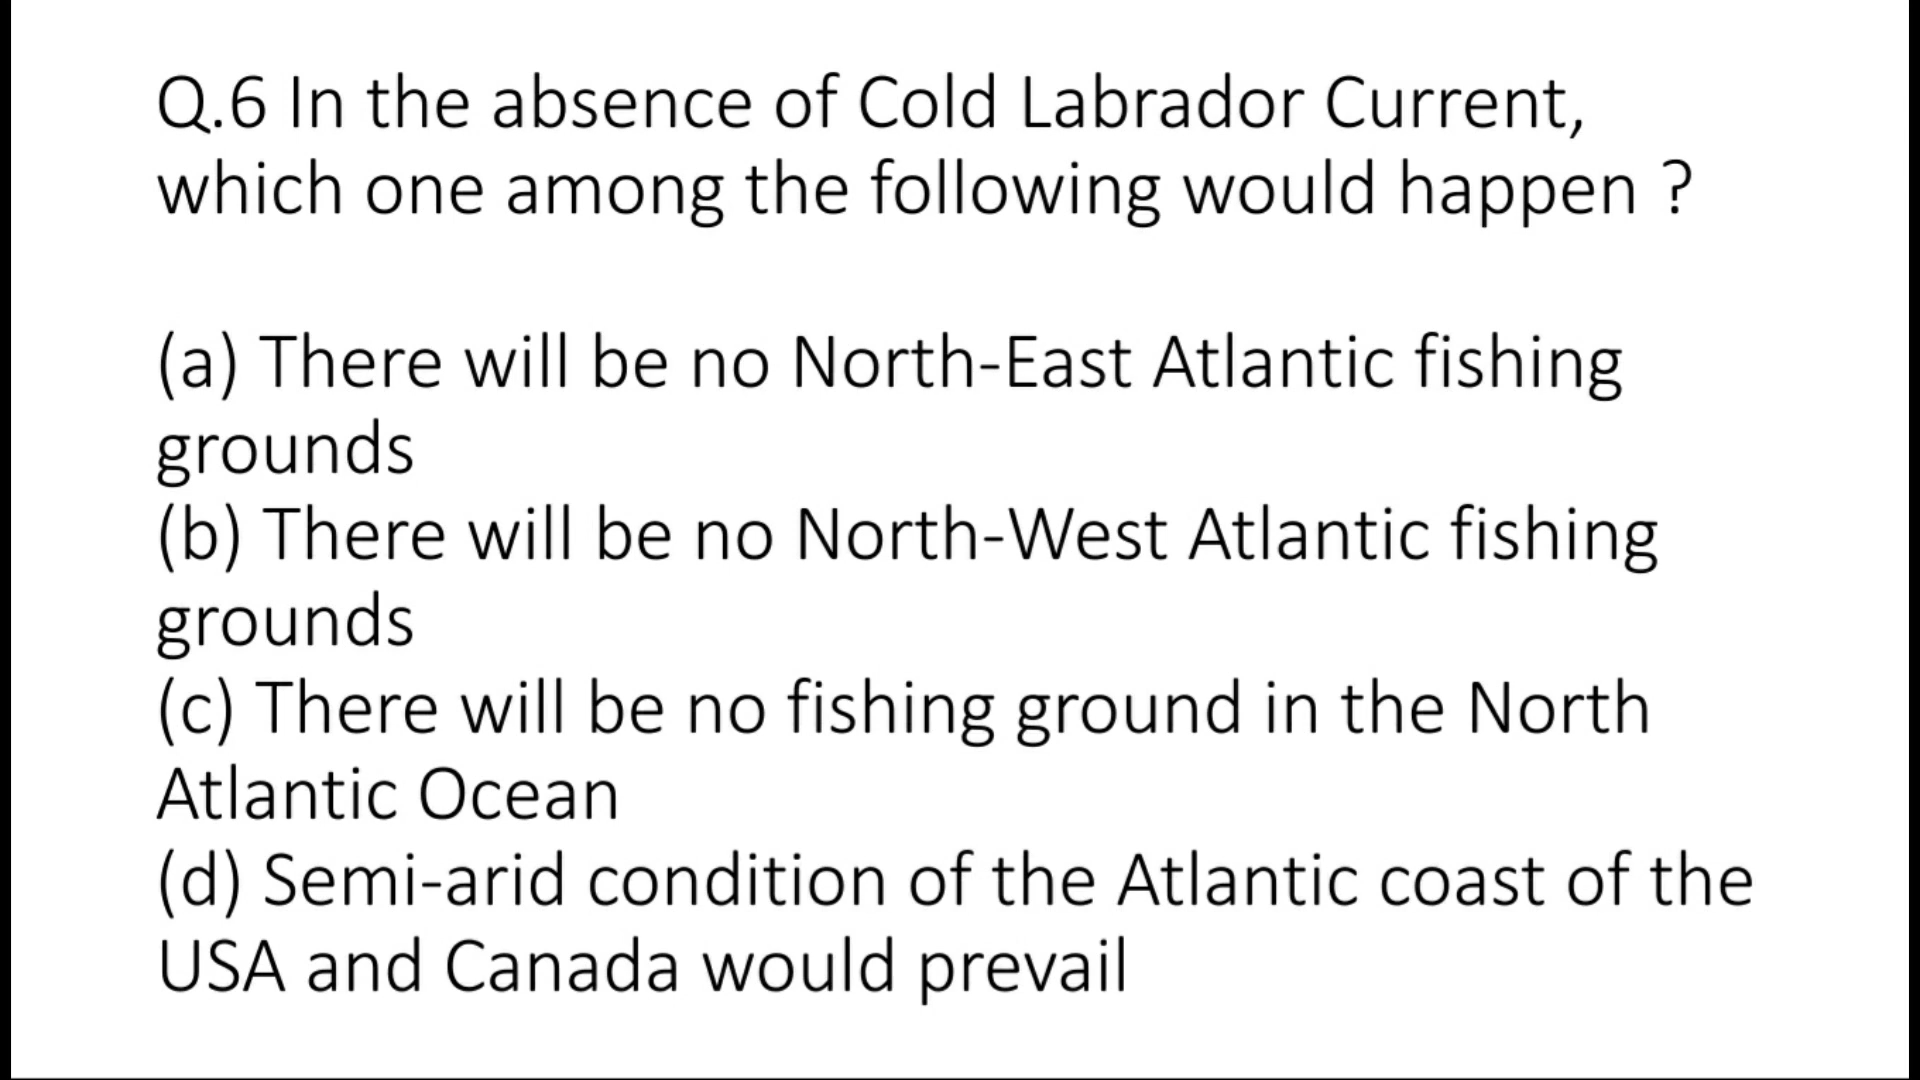 Q.6 In the absence of Cold Labrador Current,
which one among the following would happen ?
(a) There will be no North-East Atlantic fishing
grounds
(b) There will be no North-West Atlantic fishing
grounds
(c) There will be no fishing ground in the North
Atlantic Ocean
(d) Semi-arid condition of the Atlantic coast of the
USA and Canada would prevail